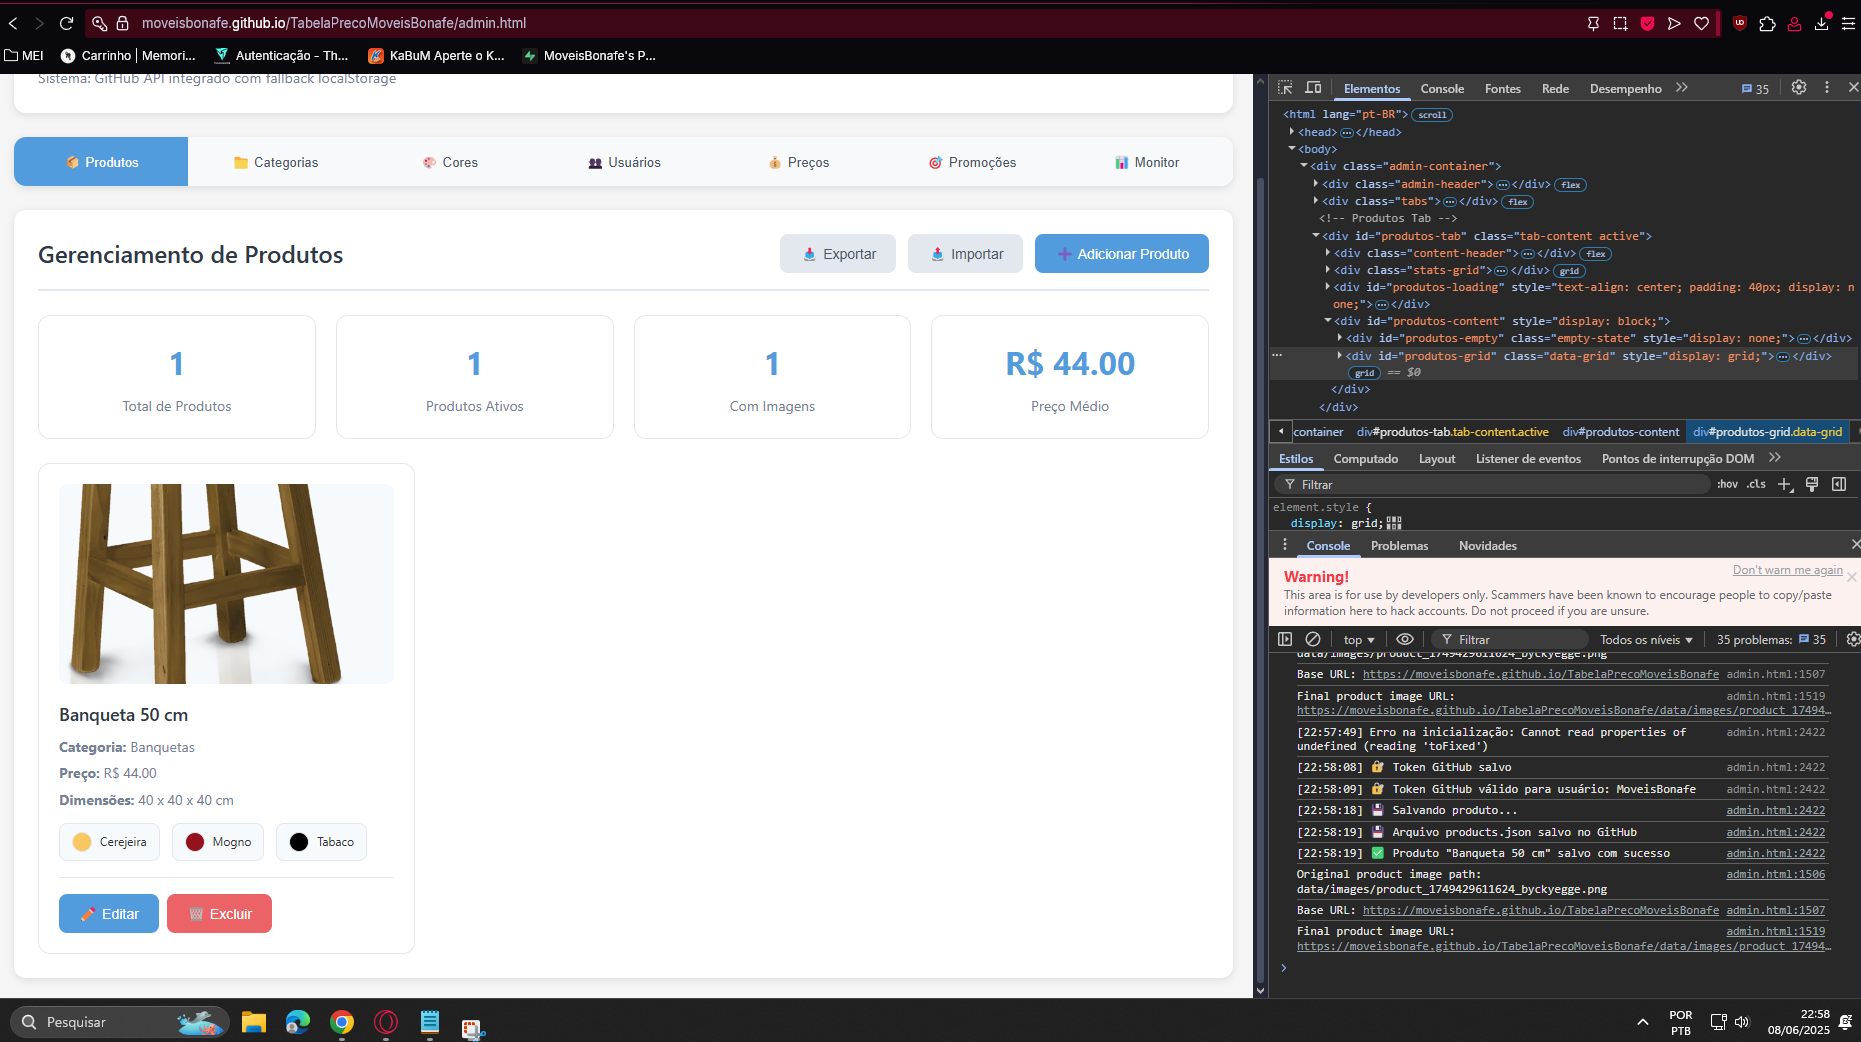 moveisbonafe.github.io/TabelaPrecoMoveisBonafe/admin.html
MEI
Carrinho | Memori...
Autenticação - Th...
KaBuM Aperte o K...
MoveisBonafe's P...
Sistema: GitHub API integrado com fallback localStorage
Produtos
Categorias
Cores
Usuários
Preços
Promoções
Monitor
Gerenciamento de Produtos
Exportar
Importar
Adicionar Produto
1
Total de Produtos
1
Produtos Ativos
1
Com Imagens
R$ 44.00
Preço Médio
Banqueta 50 cm
Categoria: Banquetas
Preço: R$ 44.00
Dimensões: 40 x 40 x 40 cm
Cerejeira
Mogno
Tabaco
Editar
Excluir
Elementos
Console
Fontes
Rede
Desempenho
35
<html lang="pt-BR"> scroll
<head> </head>
<body>
<div class="admin-container">
<div class="admin-header"> </div> flex
<div class="tabs"> </div> flex
<!-- Produtos Tab -->
<div id="produtos-tab" class="tab-content active">
<div class="content-header"> </div> flex
<div class="stats-grid"> </div> grid
<div id="produtos-loading" style="text-align: center; padding: 40px; display: n
one;"> </div>
<div id="produtos-content" style="display: block;">
<div id="produtos-empty" class="empty-state" style="display: none;"> </div>
<div id="produtos-grid" class="data-grid" style="display: grid;"> </div>
grid == $0
</div>
</div>
container
div#produtos-tab.tab-content.active
div#produtos-content
div#produtos-grid.data-grid
Estilos
Computado
Layout
Listener de eventos
Pontos de interrupção DOM
Filtrar
:hov .cls
element.style {
display: grid;
Console
Problemas
Novidades
Warning!
Don't warn me again
This area is for use by developers only. Scammers have been known to encourage people to copy/paste
information here to hack accounts. Do not proceed if you are unsure.
top
Filtrar
Todos os níveis
35 problemas: 35
data/images/product_1749429611624_byckyegge.png
Base URL: https://moveisbonafe.github.io/TabelaPrecoMoveisBonafe admin.html:1507
Final product image URL: admin.html:1519
https://moveisbonafe.github.io/TabelaPrecoMoveisBonafe/data/images/product_17494…
[22:57:49] Erro na inicialização: Cannot read properties of admin.html:2422
undefined (reading 'toFixed')
[22:58:08] 🔐 Token GitHub salvo admin.html:2422
[22:58:09] 🔐 Token GitHub válido para usuário: MoveisBonafe admin.html:2422
[22:58:18] 💾 Salvando produto... admin.html:2422
[22:58:19] 💾 Arquivo products.json salvo no GitHub admin.html:2422
[22:58:19] ✅ Produto "Banqueta 50 cm" salvo com sucesso admin.html:2422
Original product image path: admin.html:1506
data/images/product_1749429611624_byckyegge.png
Base URL: https://moveisbonafe.github.io/TabelaPrecoMoveisBonafe admin.html:1507
Final product image URL: admin.html:1519
https://moveisbonafe.github.io/TabelaPrecoMoveisBonafe/data/images/product_17494…
Pesquisar
POR
PTB
22:58
08/06/2025